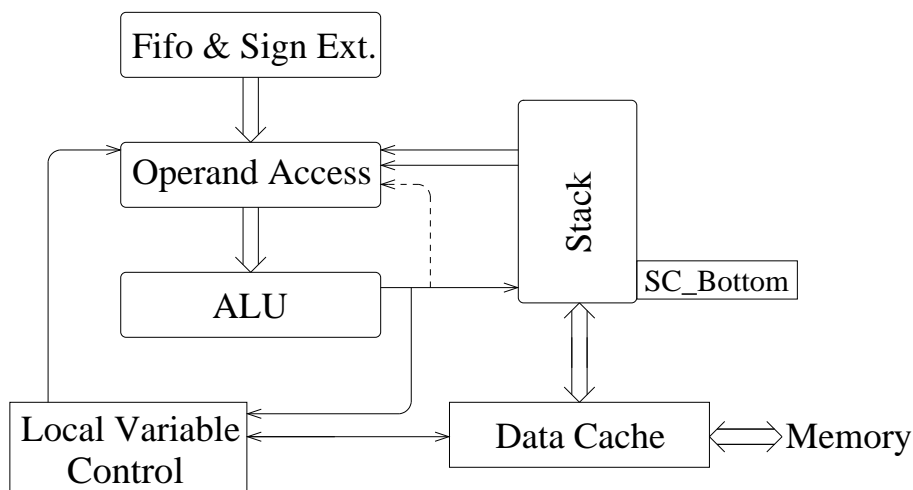 Fifo & Sign Ext.
Operand Access
Stack
SC_Bottom
ALU
Local Variable
Control
Data Cache
Memory